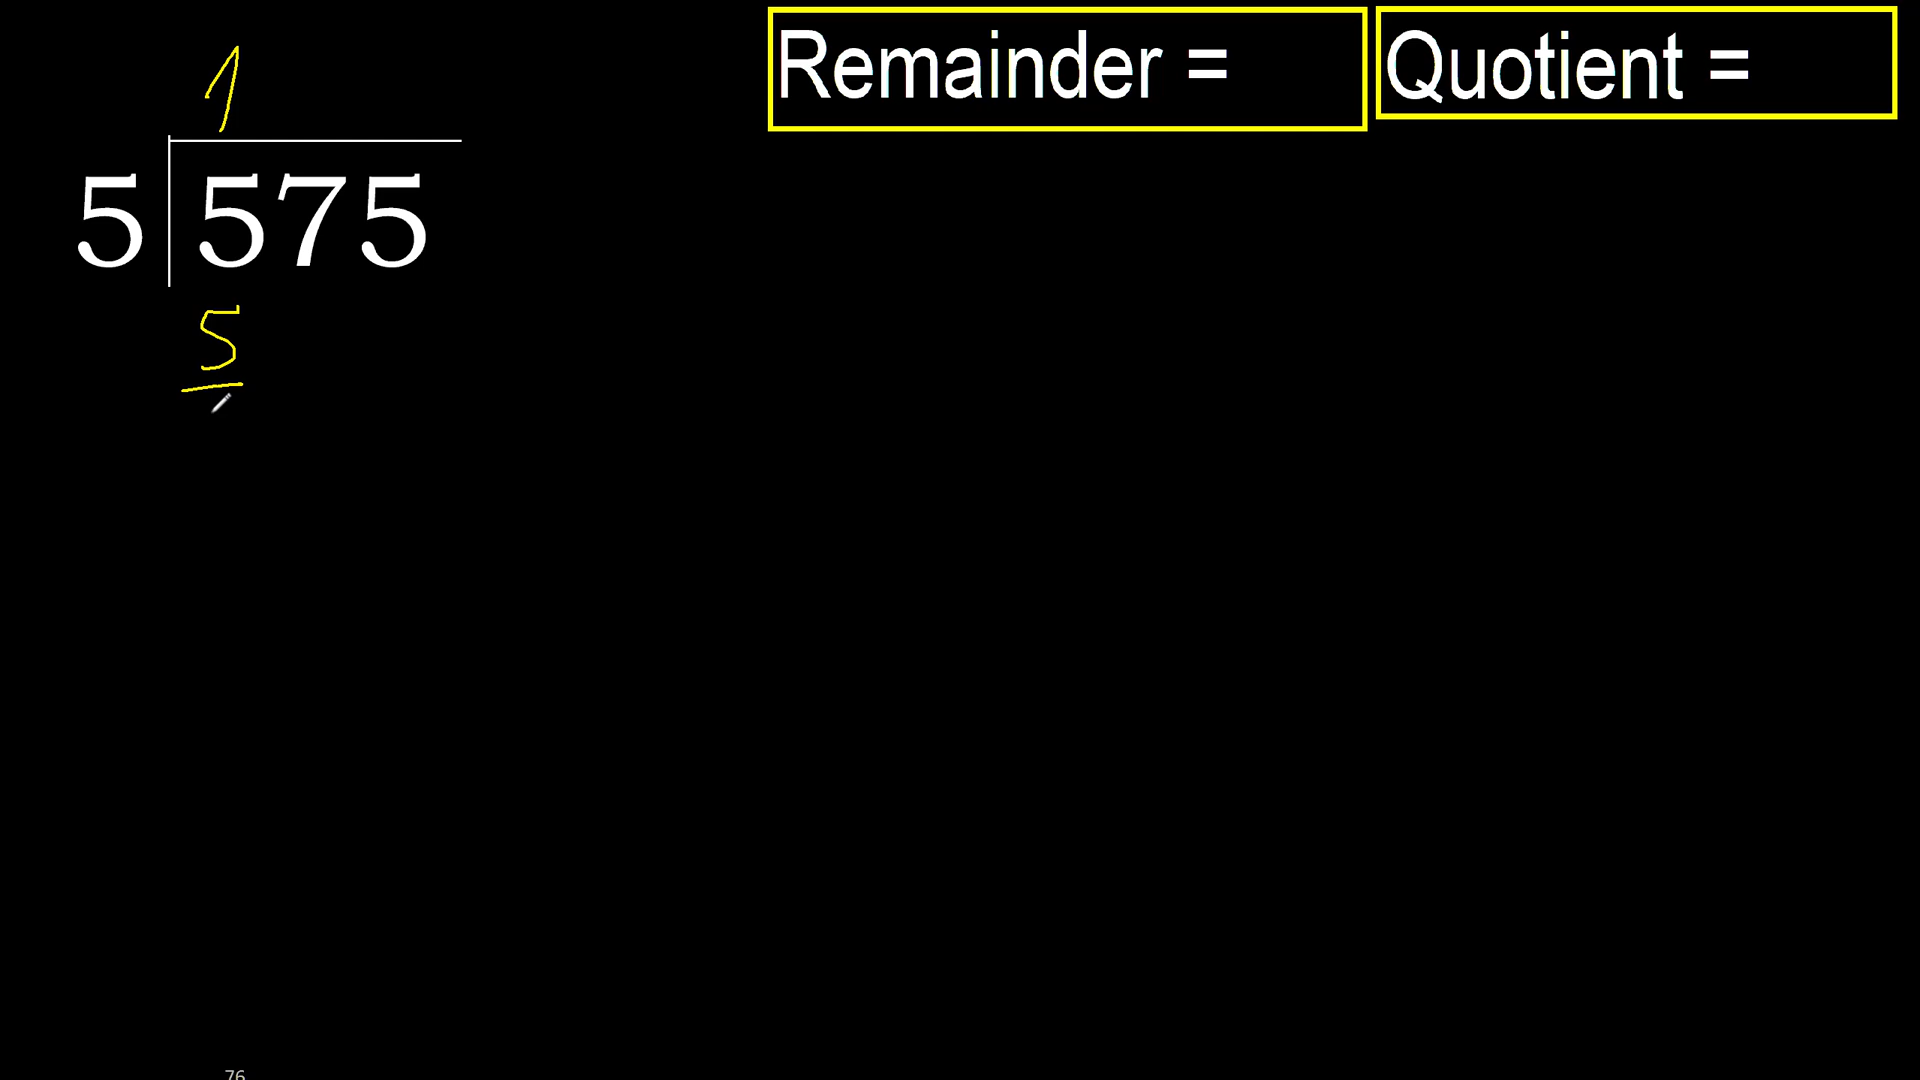 1
5 575
5
Remainder =
Quotient =
76